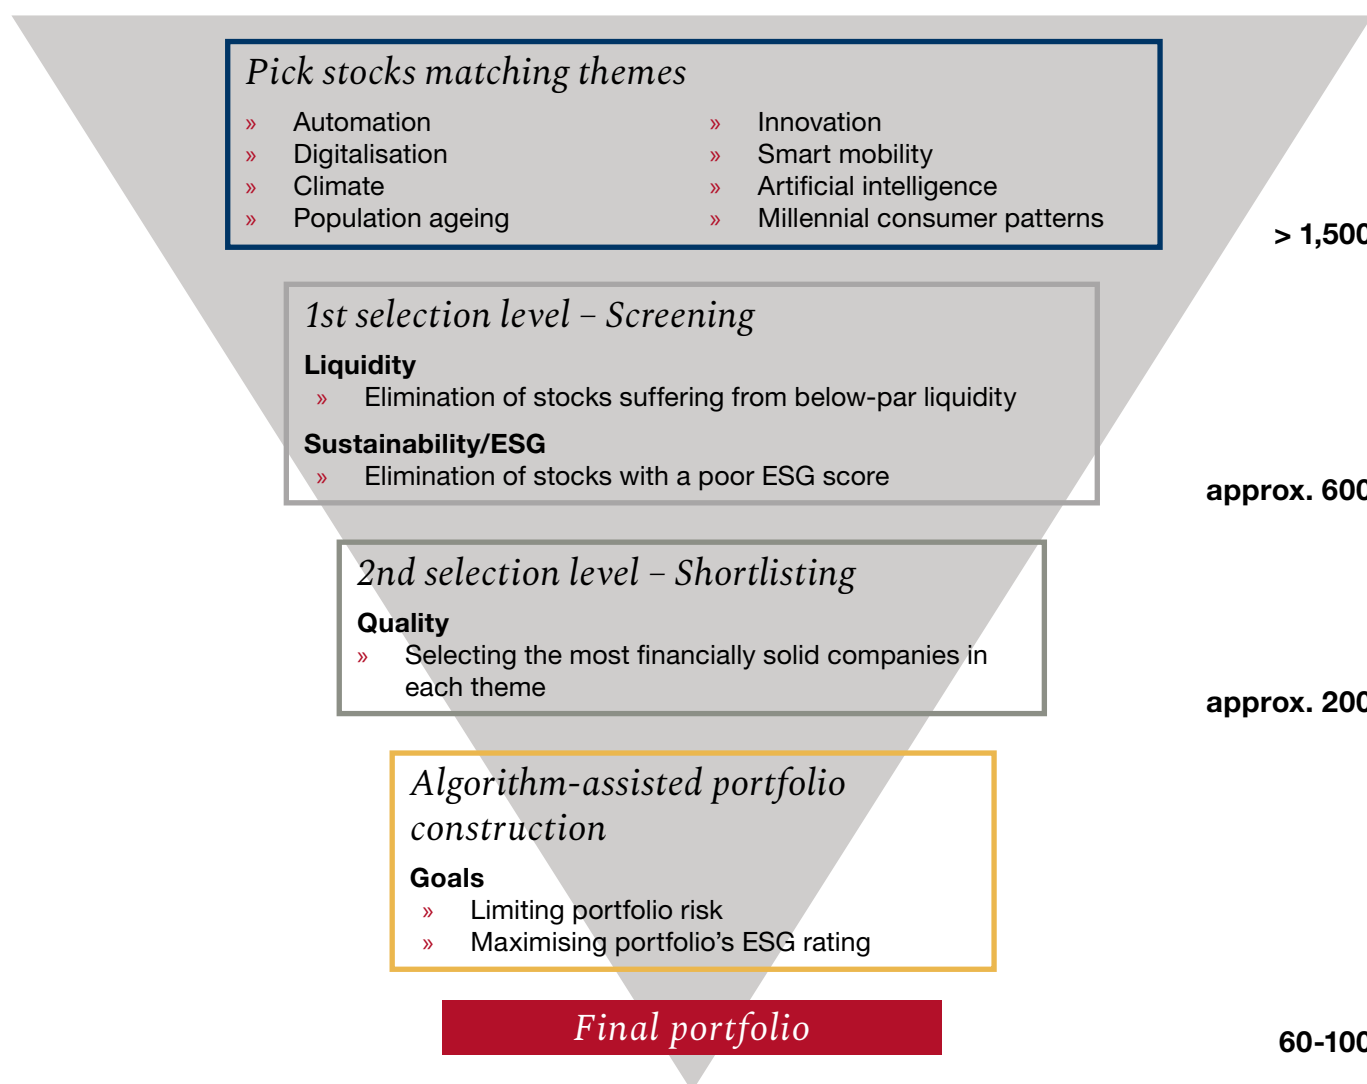 Pick stocks matching themes
» Automation
» Digitalisation
» Climate
» Population ageing
» Innovation
» Smart mobility
» Artificial intelligence
» Millennial consumer patterns
> 1,500
1st selection level – Screening
Liquidity
» Elimination of stocks suffering from below-par liquidity
Sustainability/ESG
» Elimination of stocks with a poor ESG score
approx. 600
2nd selection level – Shortlisting
Quality
» Selecting the most financially solid companies in
each theme
approx. 200
Algorithm-assisted portfolio
construction
Goals
» Limiting portfolio risk
» Maximising portfolio’s ESG rating
Final portfolio
60-100